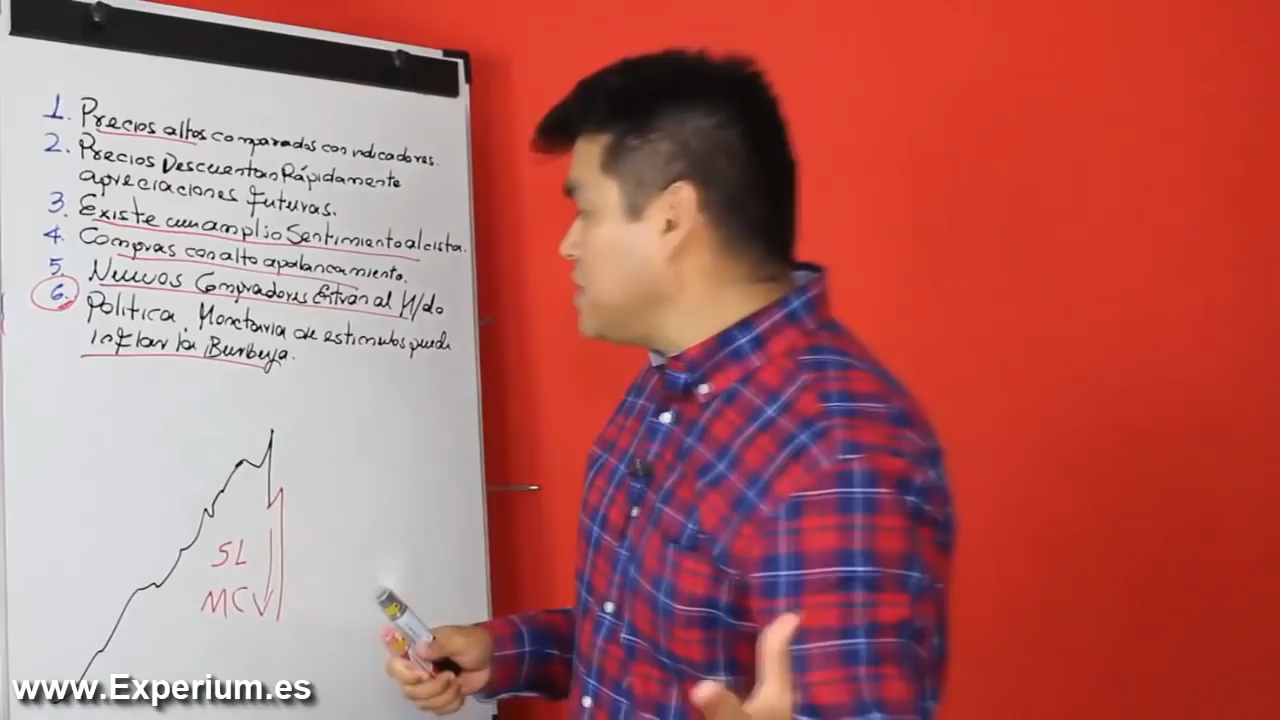 1. Precios altos comparados con indicadores.
2. Precios Descuentan Rápidamente
apreciaciones futuras.
3. Existe un amplio Sentimiento alcista.
4. Compras con alto apalancamiento.
5. Nuevos Compradores Entran al M/do
6. Política Monetaria de estimulos puede
inflar la Burbuja.
SL
MCV
www.Experium.es